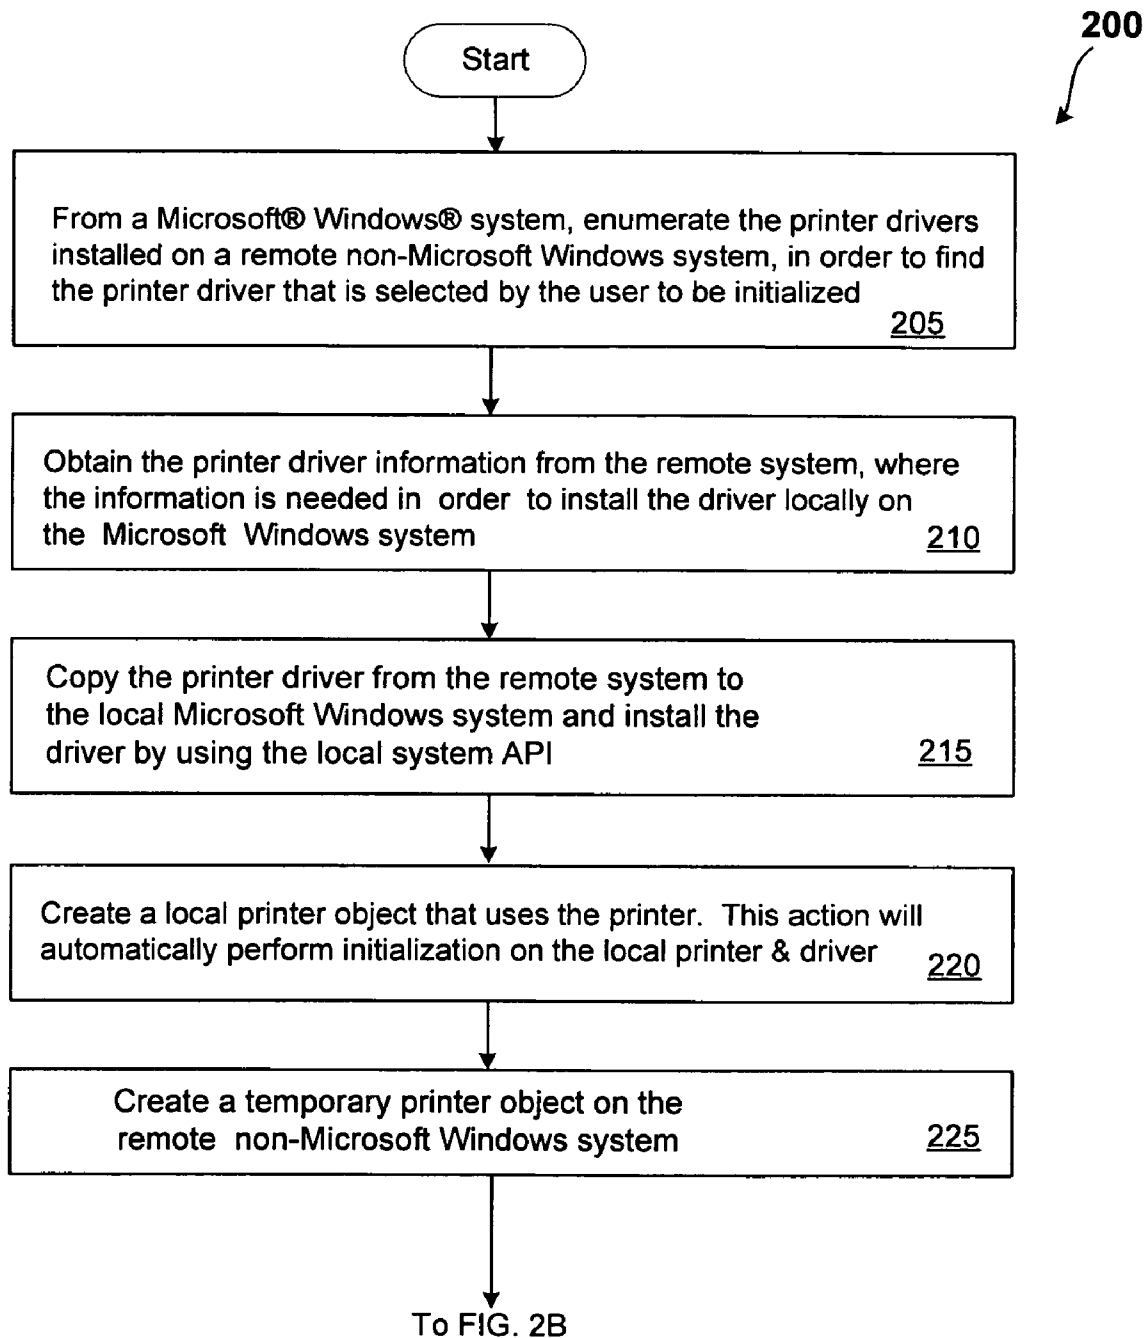 200
Start
From a Microsoft® Windows® system, enumerate the printer drivers
installed on a remote non-Microsoft Windows system, in order to find
the printer driver that is selected by the user to be initialized
205
Obtain the printer driver information from the remote system, where
the information is needed in order to install the driver locally on
the Microsoft Windows system
210
Copy the printer driver from the remote system to
the local Microsoft Windows system and install the
driver by using the local system API
215
Create a local printer object that uses the printer. This action will
automatically perform initialization on the local printer & driver
220
Create a temporary printer object on the
remote non-Microsoft Windows system
225
To FIG. 2B